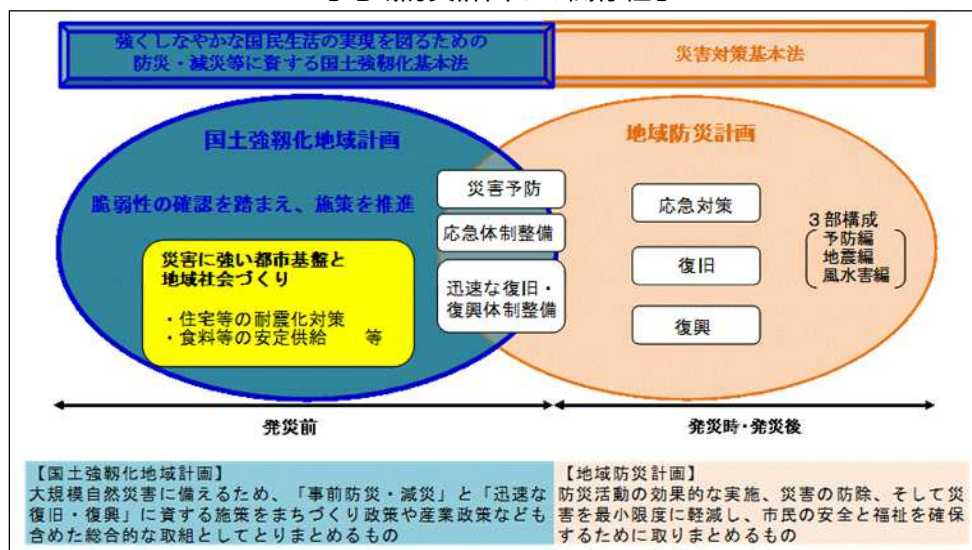 強くしなやかな国民生活の実現を図るための
防災・減災等に資する国土強靱化基本法
災害対策基本法
国土強靱化地域計画
地域防災計画
脆弱性の確認を踏まえ、施策を推進
災害予防
応急体制整備
迅速な復旧・
復興体制整備
災害に強い都市基盤と
地域社会づくり
・住宅等の耐震化対策
・食料等の安定供給 等
応急対策
復旧
復興
3部構成
予防編
地震編
風水害編
発災前
発災時・発災後
【国土強靱化地域計画】
大規模自然災害に備えるため、「事前防災・減災」と「迅速な
復旧・復興」に資する施策をまちづくり政策や産業政策なども
含めた総合的な取組としてとりまとめるもの
【地域防災計画】
防災活動の効果的な実施、災害の防除、そして災
害を最小限度に軽減し、市民の安全と福祉を確保
するために取りまとめるもの